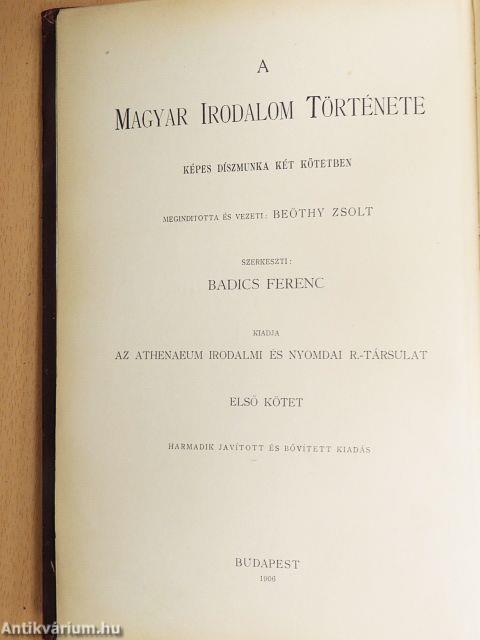 A
MAGYAR IRODALOM TÖRTÉNETE
KÉPES DÍSZMUNKA KÉT KÖTETBEN
MEGINDITOTTA ÉS VEZETI: BEÖTHY ZSOLT
SZERKESZTI:
BADICS FERENC
KIADJA
AZ ATHENAEUM IRODALMI ÉS NYOMDAI R.-TÁRSULAT
ELSŐ KÖTET
HARMADIK JAVÍTOTT ÉS BŐVÍTETT KIADÁS
BUDAPEST
1906
Antikvárium.hu